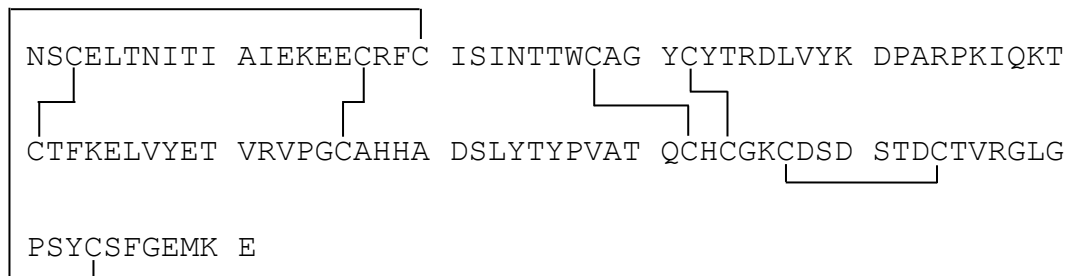 NSCELTNITI AIEKEECRFC ISINTTWCAG YCYTRDLVYK DPARPKIQKT
CTFKELVYET VRVPGCAHHA DSLYTYPVAT QCHCGKCDSD STDCTVRGLG
PSYCSFGEMK E